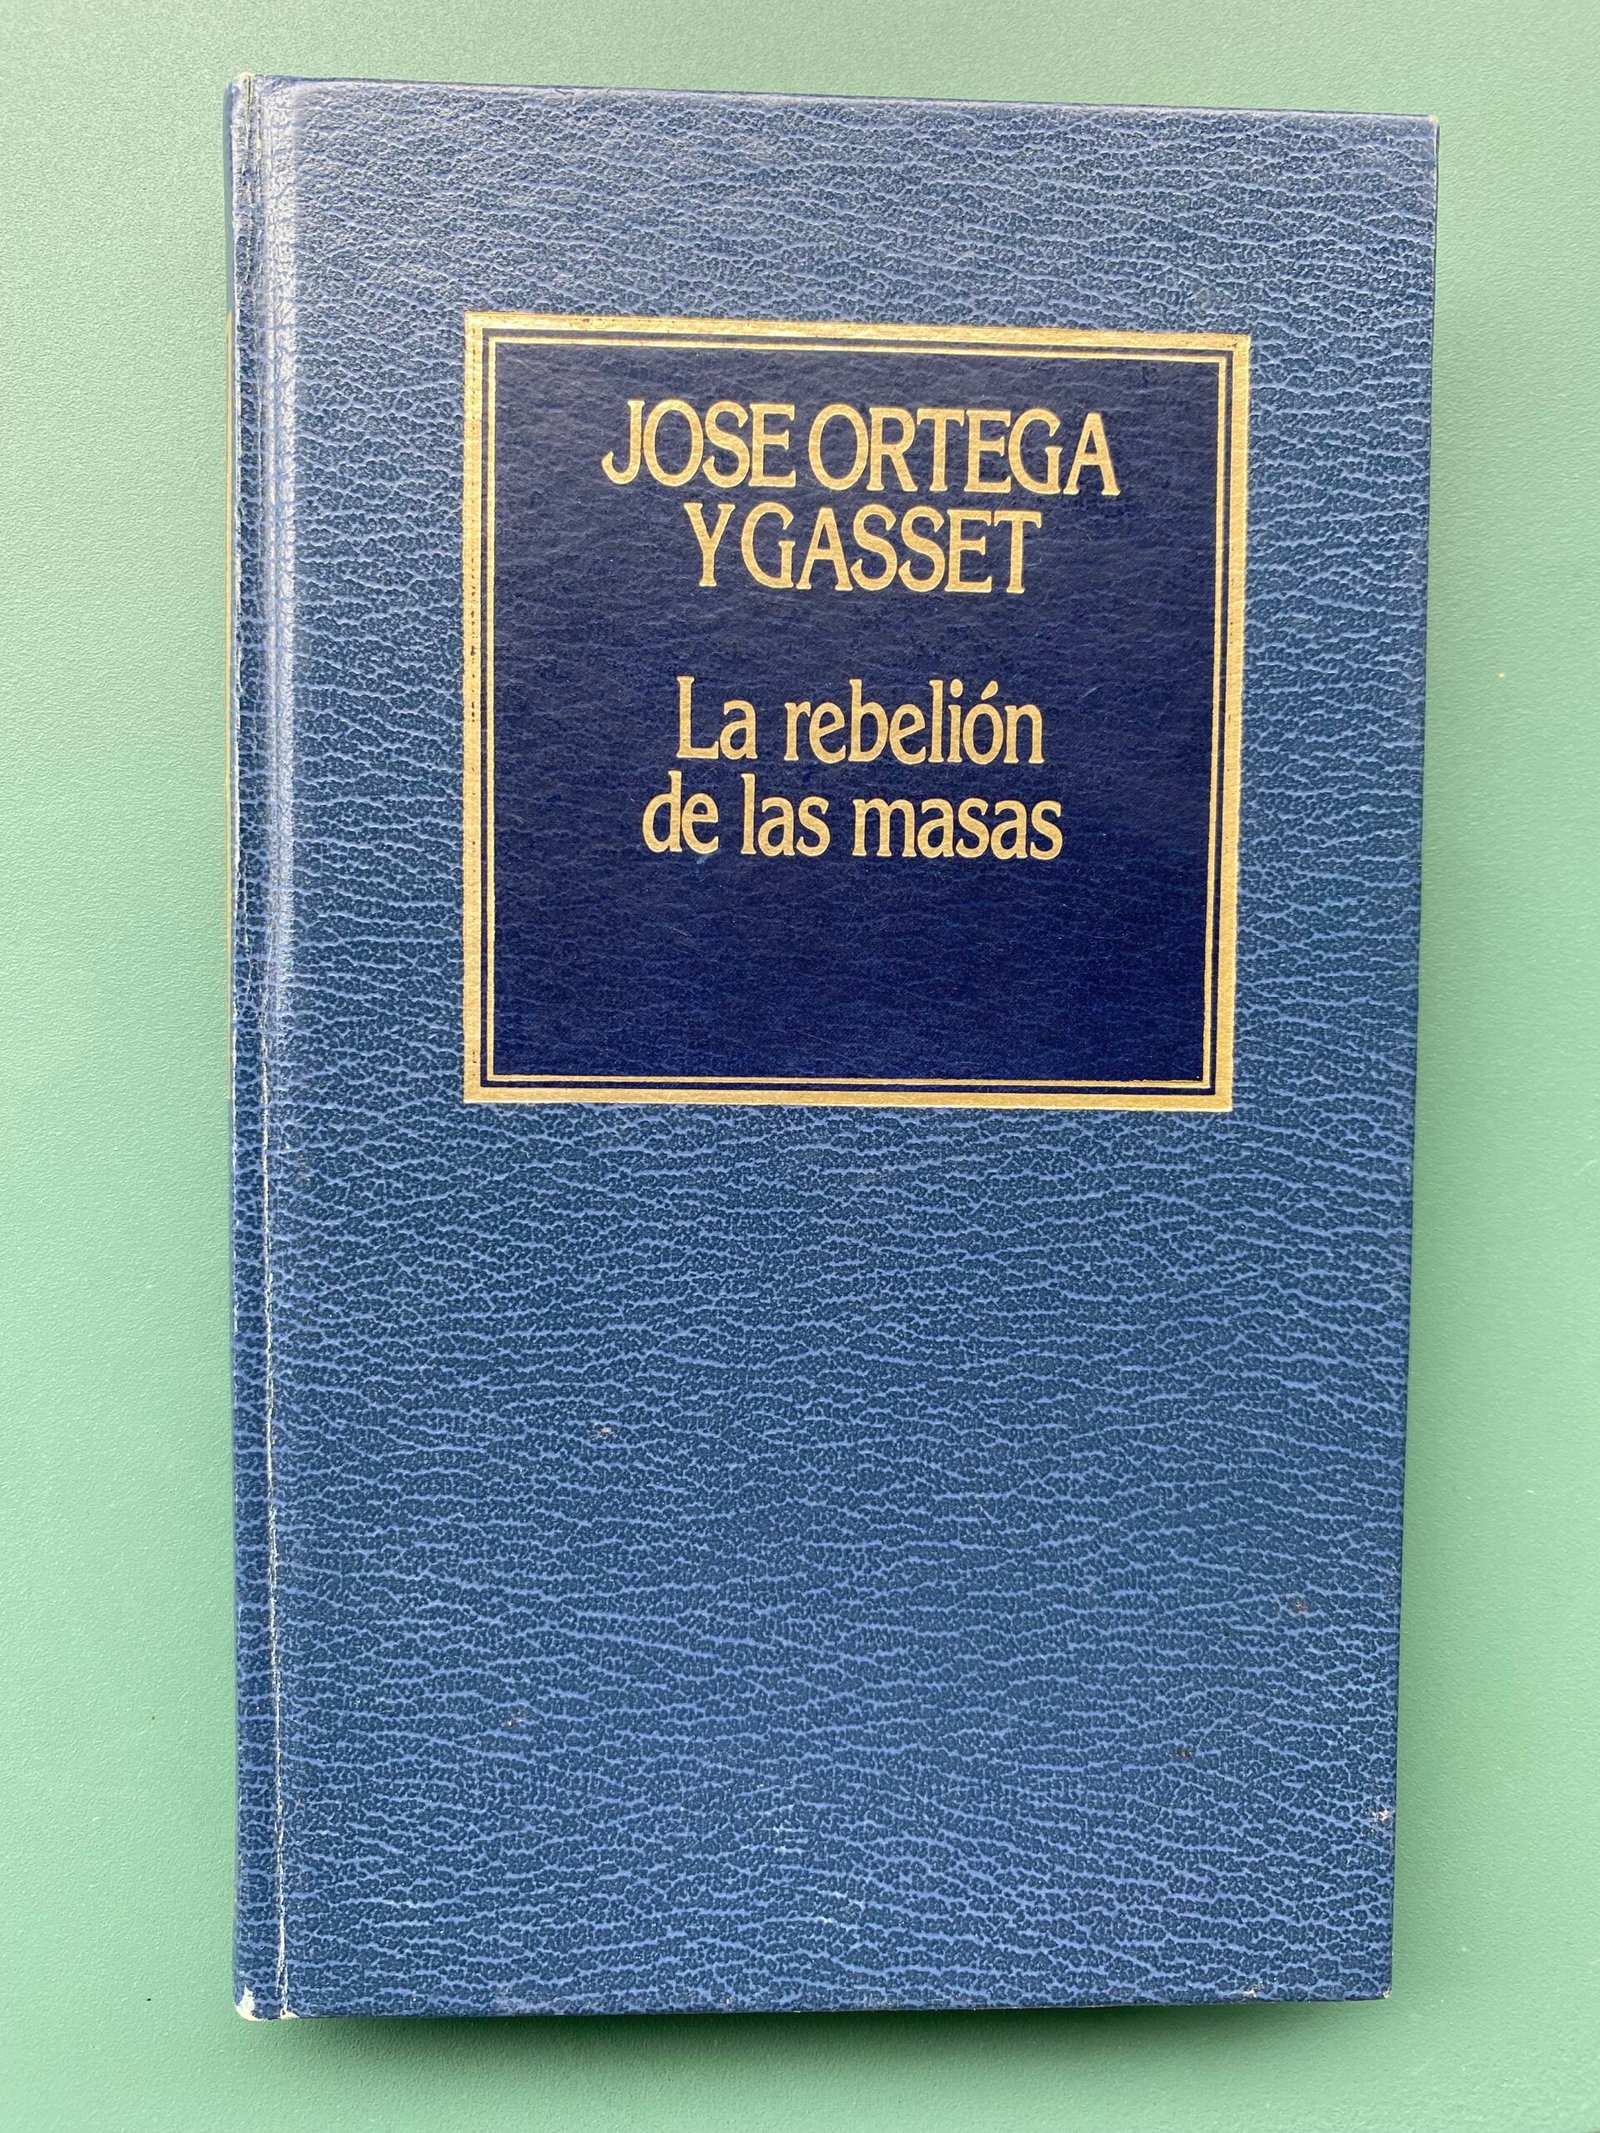 JOSE ORTEGA
Y GASSET
La rebelión
de las masas